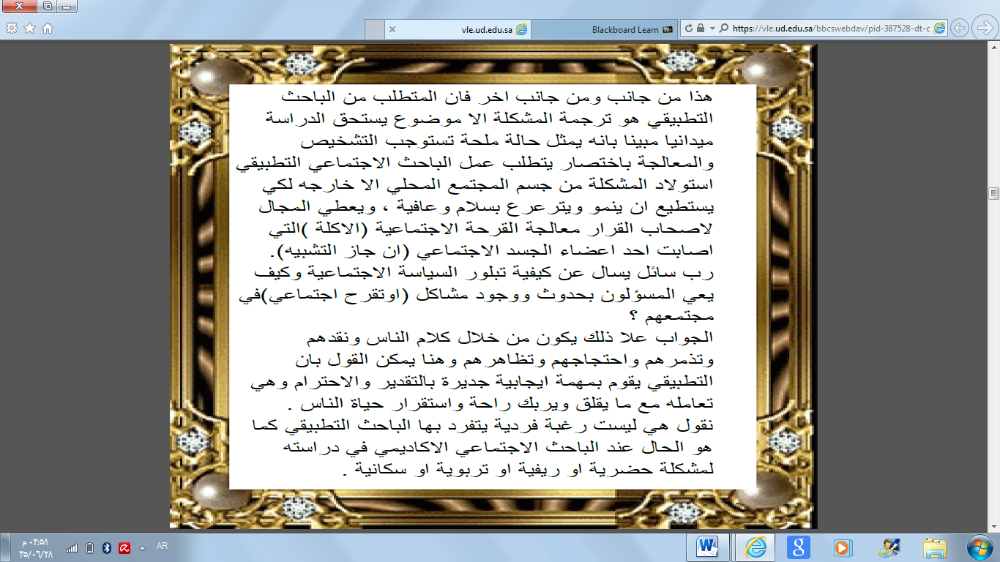 vle.ud.edu.sa
Blackboard Learn
Bb
https://vle.ud.edu.sa/bbcswebdav/pid-387528-dt-c
هذا من جانب ومن جانب اخر فان المتطلب من الباحث
التطبيقي هو ترجمة المشكلة الا موضوع يستحق الدراسة
ميدانيا مبينا بانه يمثل حالة ملحة تستوجب التشخيص
والمعالجة باختصار يتطلب عمل الباحث الاجتماعي التطبيقي
استولاد المشكلة من جسم المجتمع المحلي الا خارجه لكي
يستطيع ان ينمو ويترعرع بسلام وعافية ، ويعطي المجال
لاصحاب القرار معالجة القرحة الاجتماعية (الاكلة )التي
اصابت احد اعضاء الجسد الاجتماعي (ان جاز التشبيه).
رب سائل يسال عن كيفية تبلور السياسة الاجتماعية وكيف
يعي المسؤلون بحدوث ووجود مشاكل (اوتقرح اجتماعي)في
مجتمعهم ؟
الجواب علا ذلك يكون من خلال كلام الناس ونقدهم
وتذمرهم واحتجاجهم وتظاهرهم وهنا يمكن القول بان
التطبيقي يقوم بمهمة ايجابية جديرة بالتقدير والاحترام وهي
تعامله مع ما يقلق ويربك راحة واستقرار حياة الناس .
نقول هي ليست رغبة فردية يتفرد بها الباحث التطبيقي كما
هو الحال عند الباحث الاجتماعي الاكاديمي في دراسته
لمشكلة حضرية او ريفية او تربوية او سكانية .
٠٢:٥٨ م
٣٥/٠٦/٢٨
AR